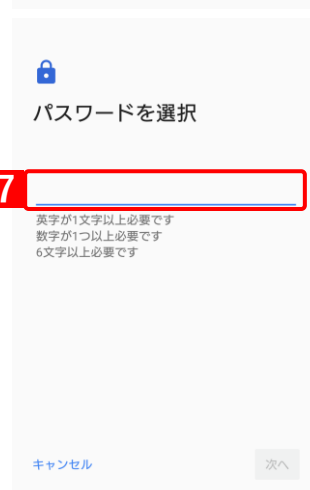 パスワードを選択
7
英字が1文字以上必要です
数字が1つ以上必要です
6文字以上必要です
キャンセル
次へ